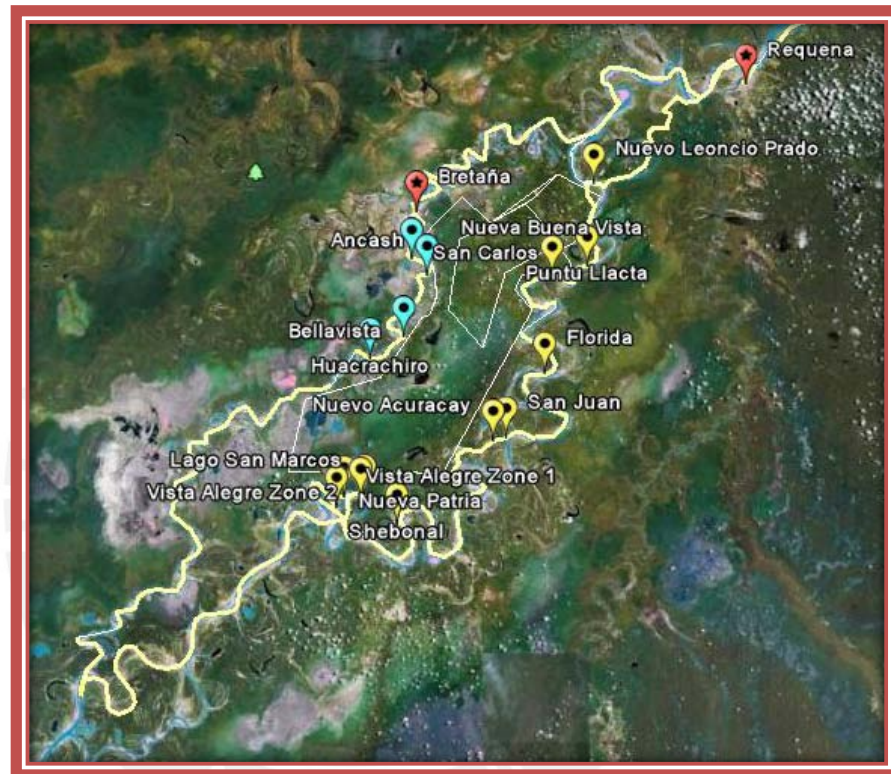 Requena
Nuevo Leoncio Prado
Bretaña
Nueva Buena Vista
Ancash
San Carlos
Puntu Llacta
Bellavista
Florida
Huacrachiro
Nuevo Acuracay
San Juan
Lago San Marcos
Vista Alegre Zone 1
Vista Alegre Zone 2
Nueva Patria
Shebonal